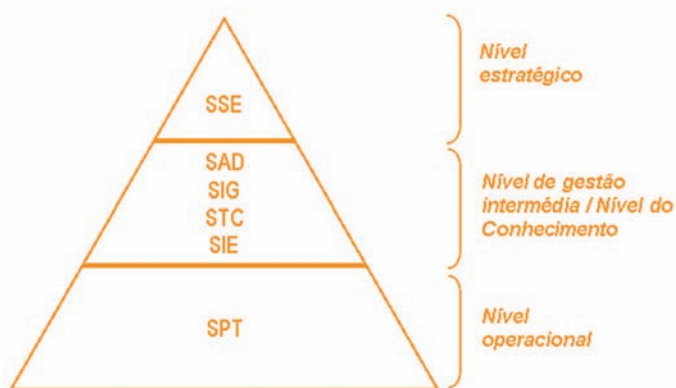 SSE
Nível
estratégico
SAD
SIG
STC
SIE
Nível de gestão
intermédia / Nível do
Conhecimento
SPT
Nível
operacional